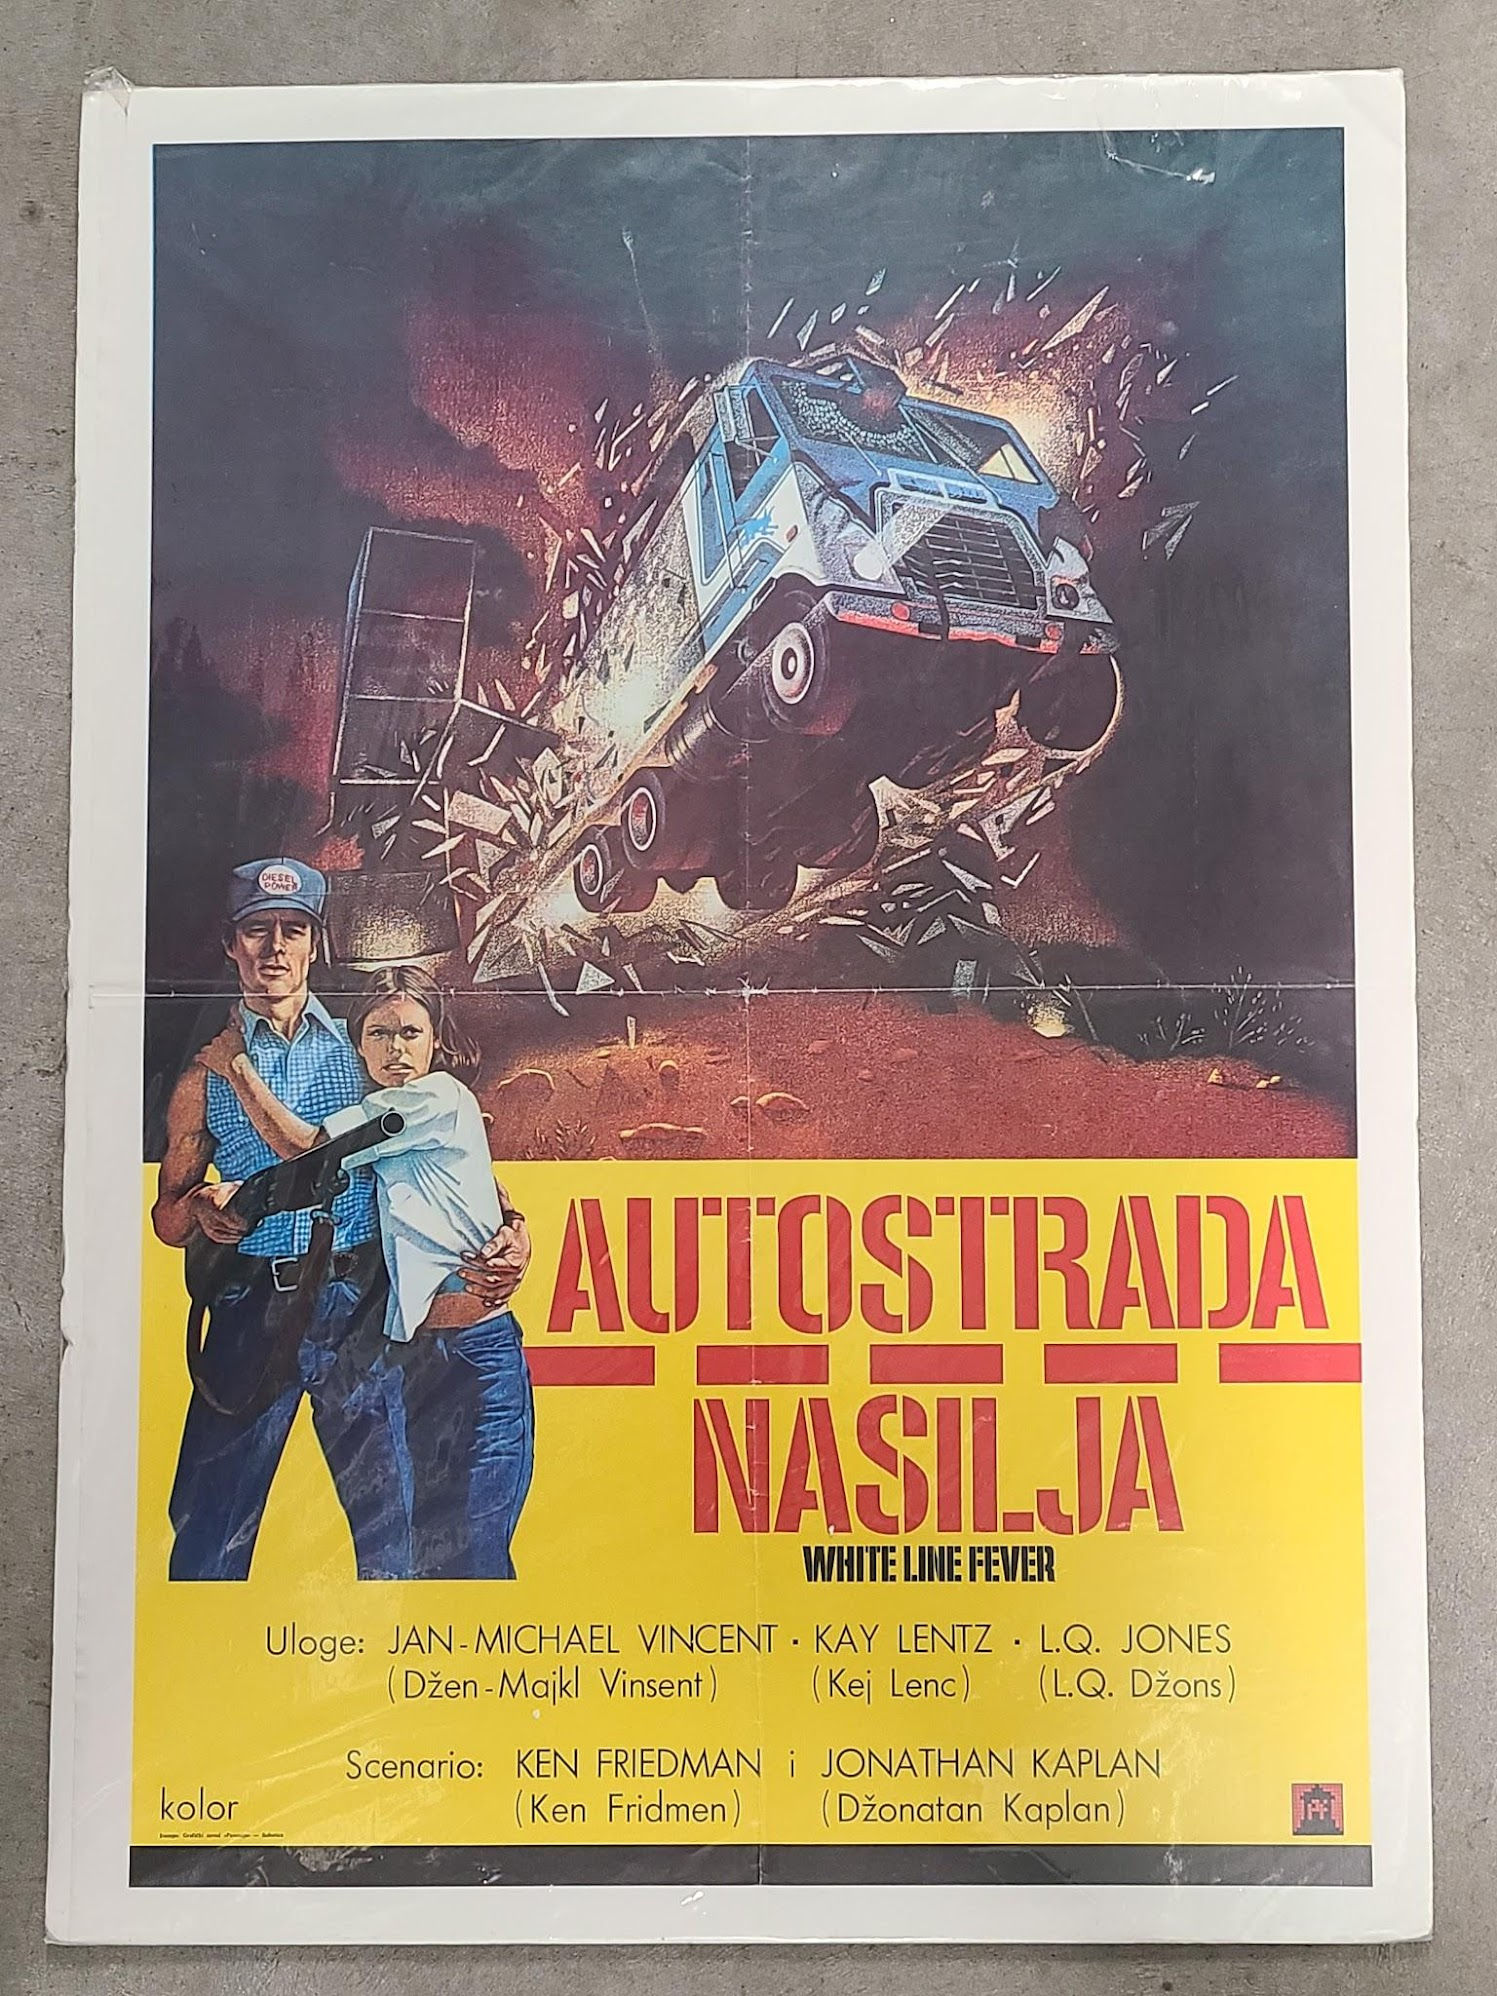 DIESEL
POWER
AUTOSTRADA
NASILJA
WHITE LINE FEVER
Uloge: JAN-MICHAEL VINCENT · KAY LENTZ · L.Q. JONES
(Džen-Majkl Vinsent) (Kej Lenc) (L.Q. Džons)
Scenario: KEN FRIEDMAN i JONATHAN KAPLAN
(Ken Fridmen) (Džonatan Kaplan)
kolor